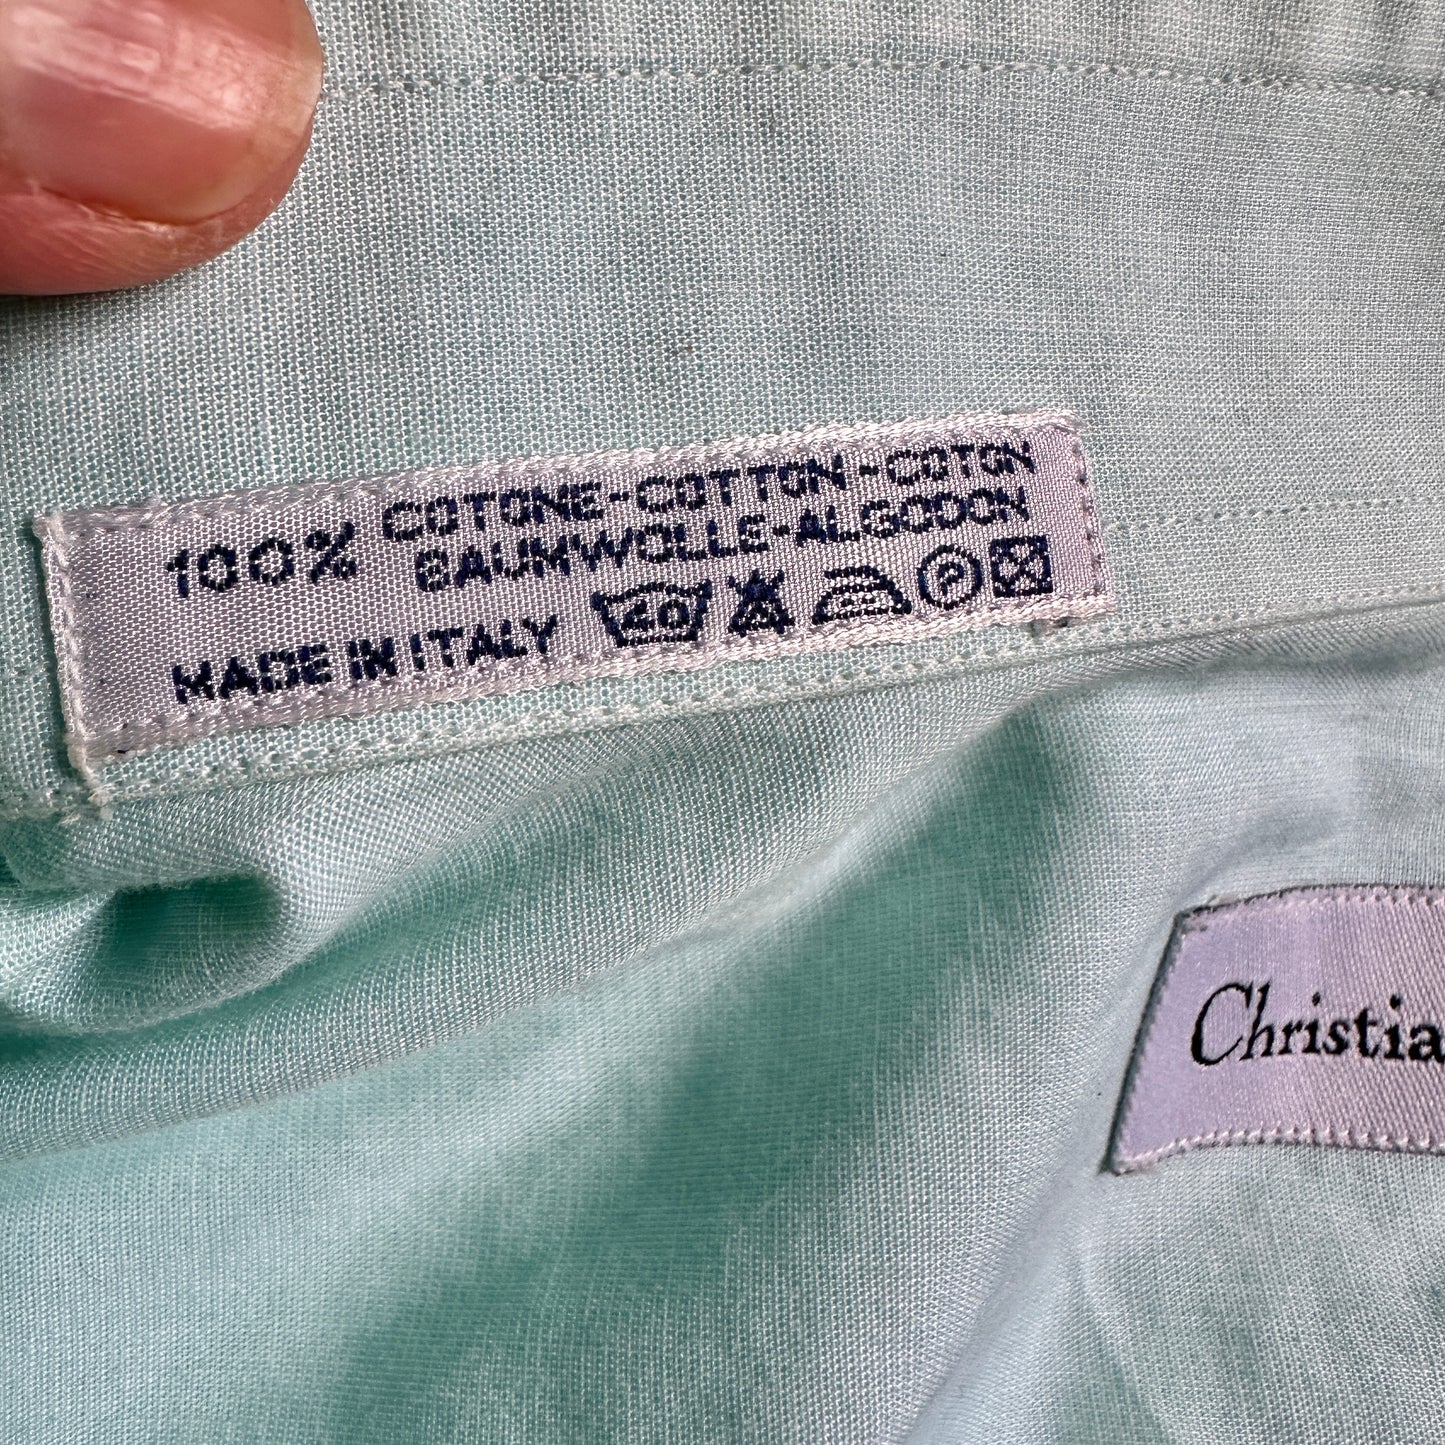 100% COTONE-COTTON-COTON
BAUMWOLLE-ALGODON
MADE IN ITALY 40 P
Christia